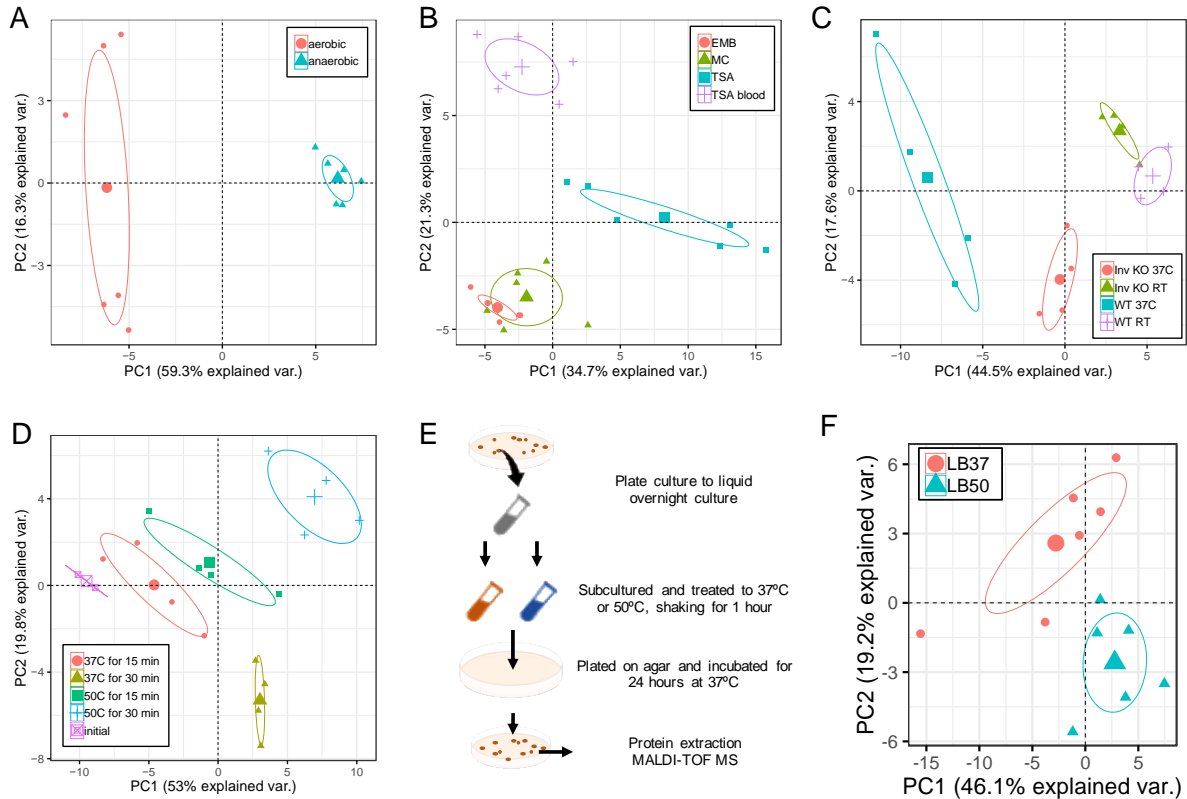 A
PC2 (16.3% explained var.)
3
0
−3
−5
0
5
PC1 (59.3% explained var.)
aerobic
anaerobic
B
PC2 (21.3% explained var.)
5
0
−5
−5
0
5
10
15
PC1 (34.7% explained var.)
EMB
MC
TSA
TSA blood
C
PC2 (17.6% explained var.)
4
0
−4
−10
−5
0
5
PC1 (44.5% explained var.)
Inv KO 37C
Inv KO RT
WT 37C
WT RT
D
PC2 (19.8% explained var.)
4
0
−4
−8
−10
−5
0
5
10
PC1 (53% explained var.)
37C for 15 min
37C for 30 min
50C for 15 min
50C for 30 min
initial
E
Plate culture to liquid
overnight culture
Subcultured and treated to 37ºC
or 50ºC, shaking for 1 hour
Plated on agar and incubated for
24 hours at 37ºC
Protein extraction
MALDI-TOF MS
F
PC2 (19.2% explained var.)
6
3
0
-3
-6
-15
-10
-5
0
5
PC1 (46.1% explained var.)
LB37
LB50